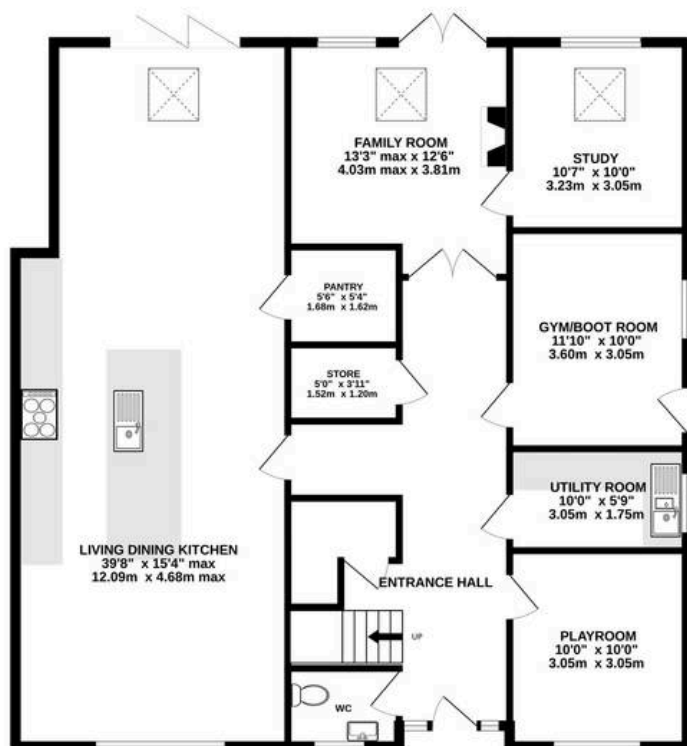 FAMILY ROOM
13'3" max x 12'6"
4.03m max x 3.81m
STUDY
10'7" x 10'0"
3.23m x 3.05m
PANTRY
5'6" x 5'4"
1.68m x 1.62m
GYM/BOOT ROOM
11'10" x 10'0"
3.60m x 3.05m
STORE
5'0" x 3'11"
1.52m x 1.20m
UTILITY ROOM
10'0" x 5'9"
3.05m x 1.75m
LIVING DINING KITCHEN
39'8" x 15'4" max
12.09m x 4.68m max
ENTRANCE HALL
UP
PLAYROOM
10'0" x 10'0"
3.05m x 3.05m
WC